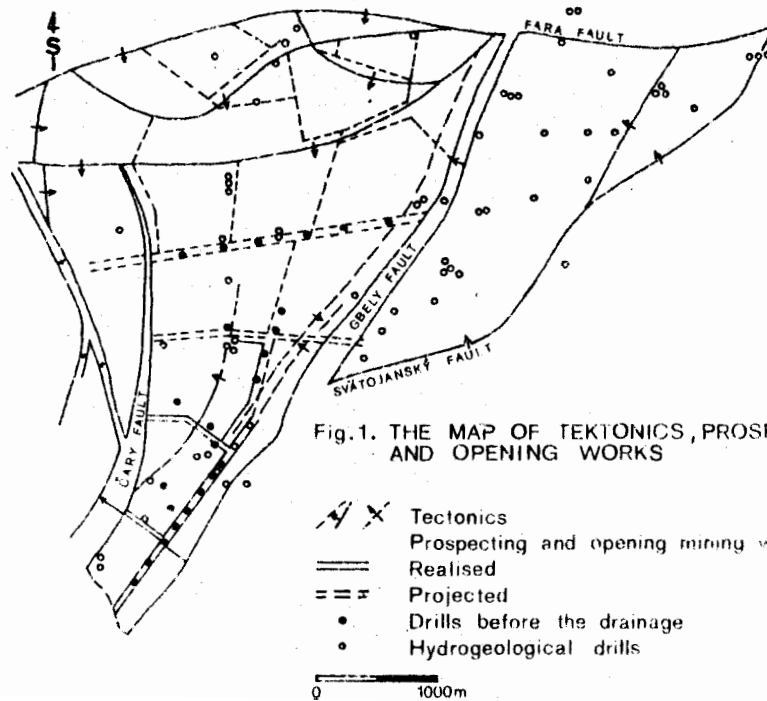 S
FARA FAULT
GBELY FAULT
SVÄTOJANSKÝ FAULT
ČARY FAULT
Fig.1. THE MAP OF TEKTONICS,
AND OPENING WORKS
Tectonics
Prospecting and opening mining
Realised
Projected
Drills before the drainage
Hydrogeological drills
0 1000m